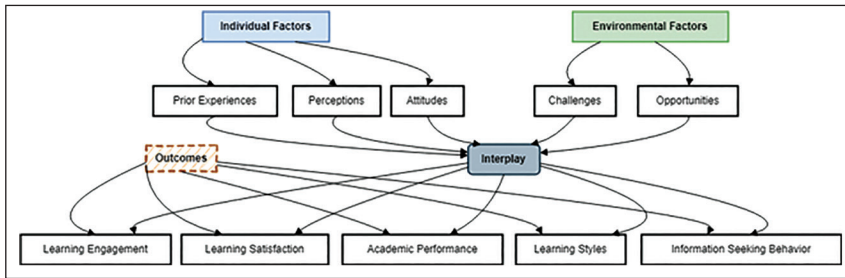 Individual Factors
Environmental Factors
Prior Experiences
Perceptions
Attitudes
Challenges
Opportunities
Outcomes
Interplay
Learning Engagement
Learning Satisfaction
Academic Performance
Learning Styles
Information Seeking Behavior